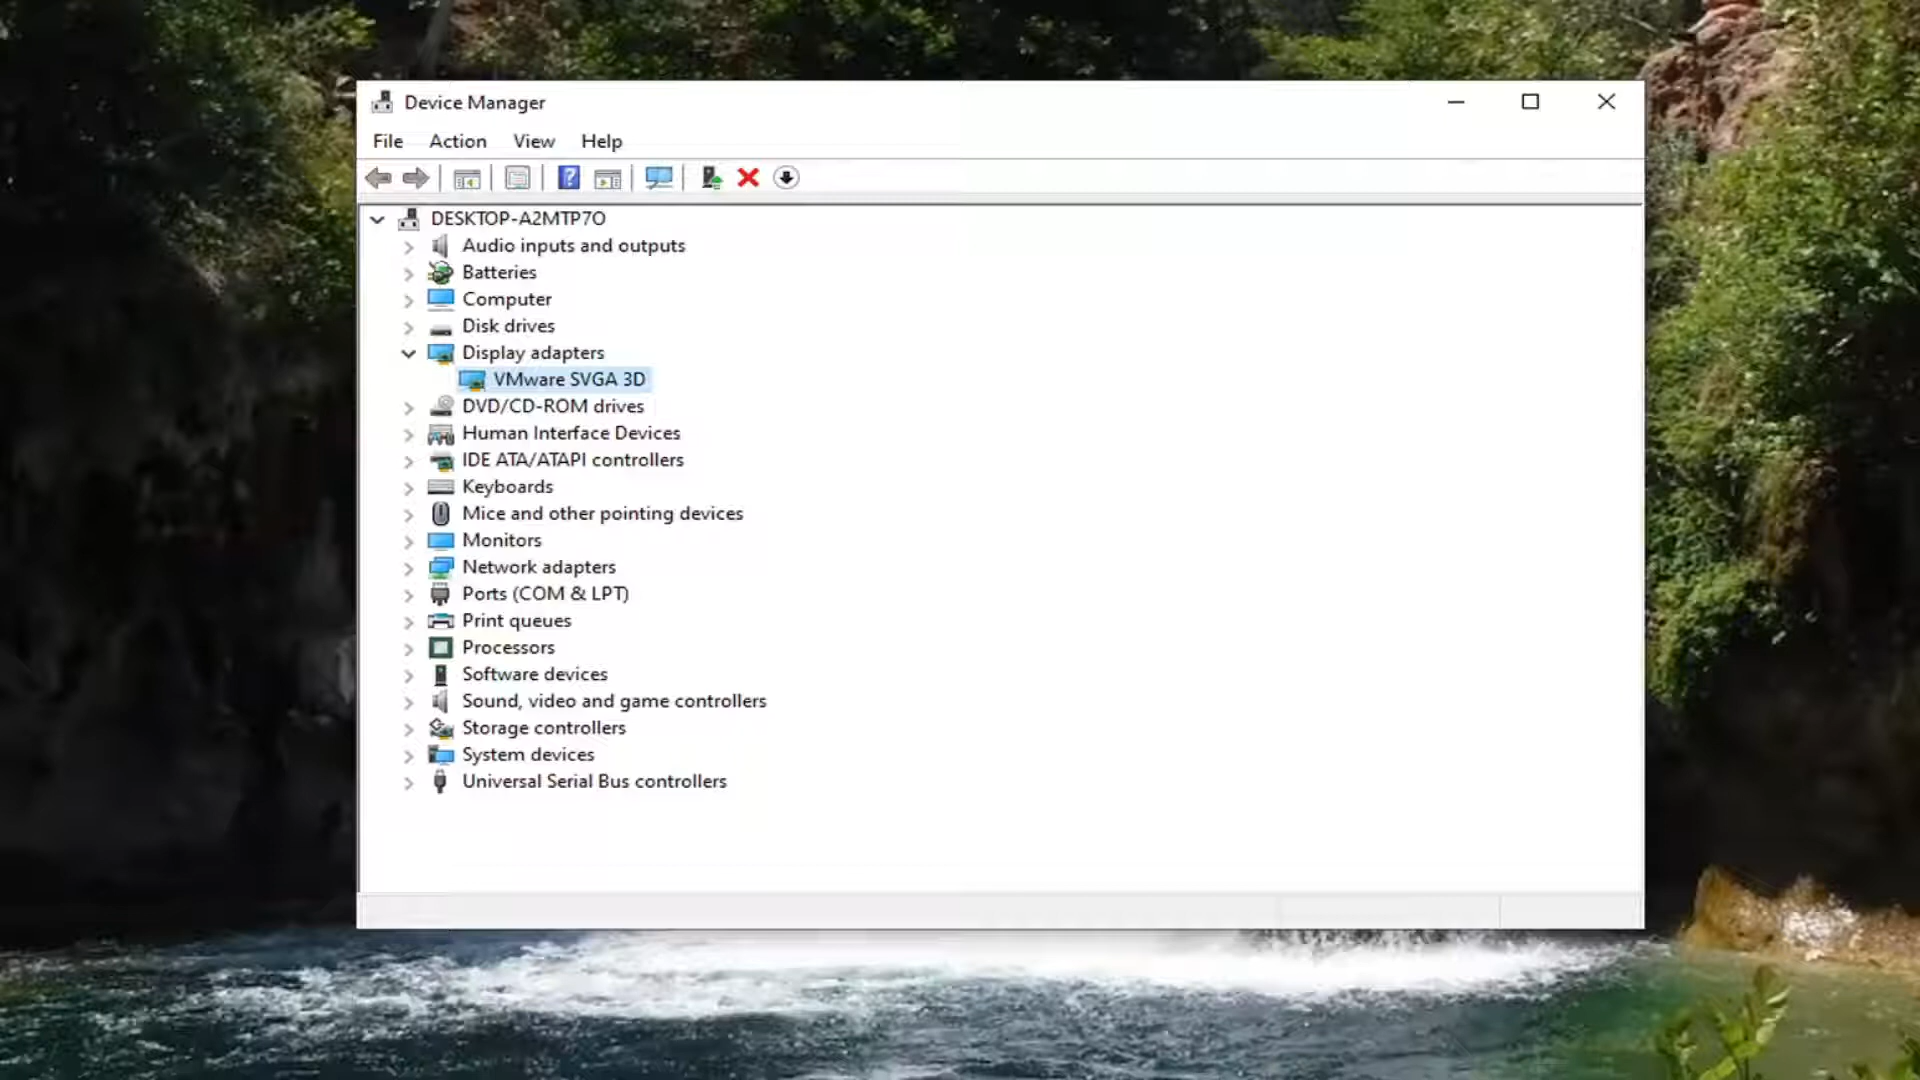 Device Manager
File Action View Help
?
DESKTOP-A2MTP7O
Audio inputs and outputs
Batteries
Computer
Disk drives
Display adapters
VMware SVGA 3D
DVD/CD-ROM drives
Human Interface Devices
IDE ATA/ATAPI controllers
Keyboards
Mice and other pointing devices
Monitors
Network adapters
Ports (COM & LPT)
Print queues
Processors
Software devices
Sound, video and game controllers
Storage controllers
System devices
Universal Serial Bus controllers